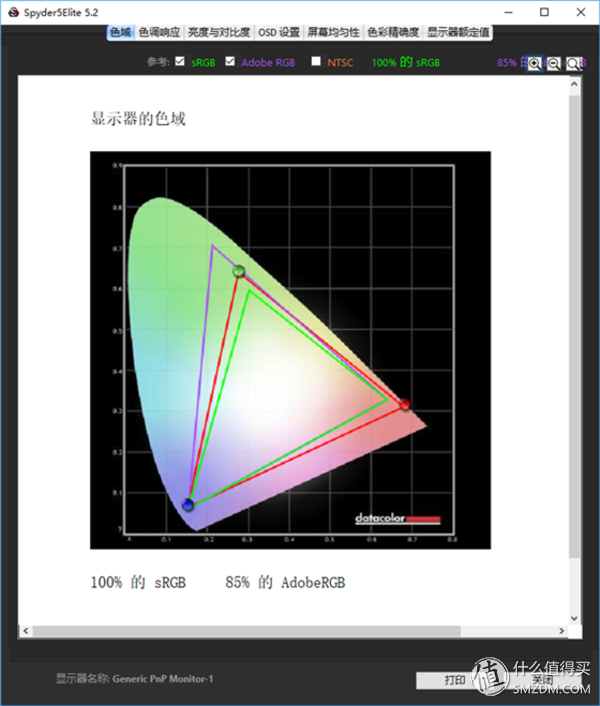 Spyder5Elite 5.2
色域 色调响应 亮度与对比度 OSD 设置 屏幕均匀性 色彩精确度 显示器额定值
参考: sRGB Adobe RGB NTSC 100% 的 sRGB 85% 的
显示器的色域
0.9
0.8
0.7
0.6
0.5
0.4
0.3
0.2
0.1
datacolor
Y
x 0.1 0.2 0.3 0.4 0.5 0.6 0.7 0.8
100% 的 sRGB 85% 的 AdobeRGB
显示器名称: Generic PnP Monitor-1
打印 关闭
值 什么值得买
SMZDM.COM